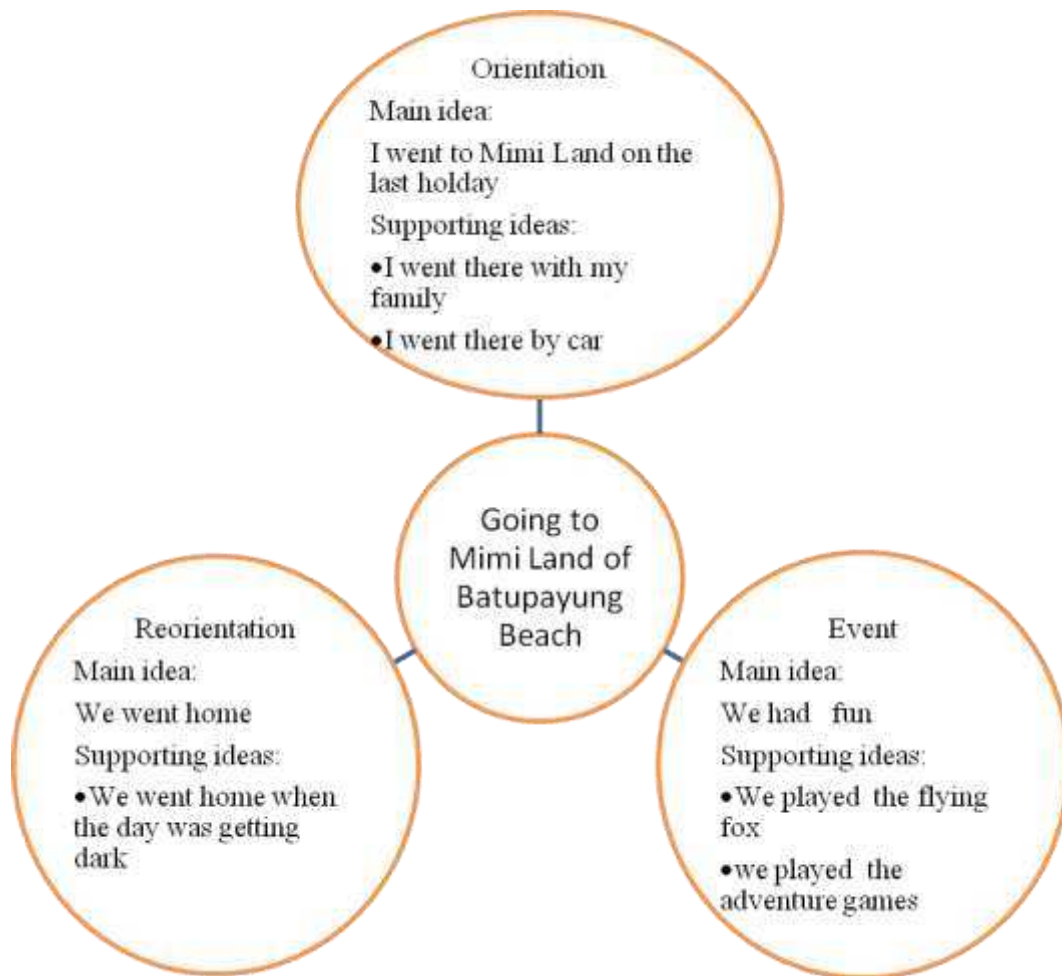 Orientation
Main idea:
I went to Mimi Land on the
last holday
Supporting ideas:
•I went there with my
family
•I went there by car
Going to
Mimi Land of
Batupayung
Beach
Reorientation
Main idea:
We went home
Supporting ideas:
•We went home when
the day was getting
dark
Event
Main idea:
We had fun
Supporting ideas:
•We played the flying
fox
•we played the
adventure games